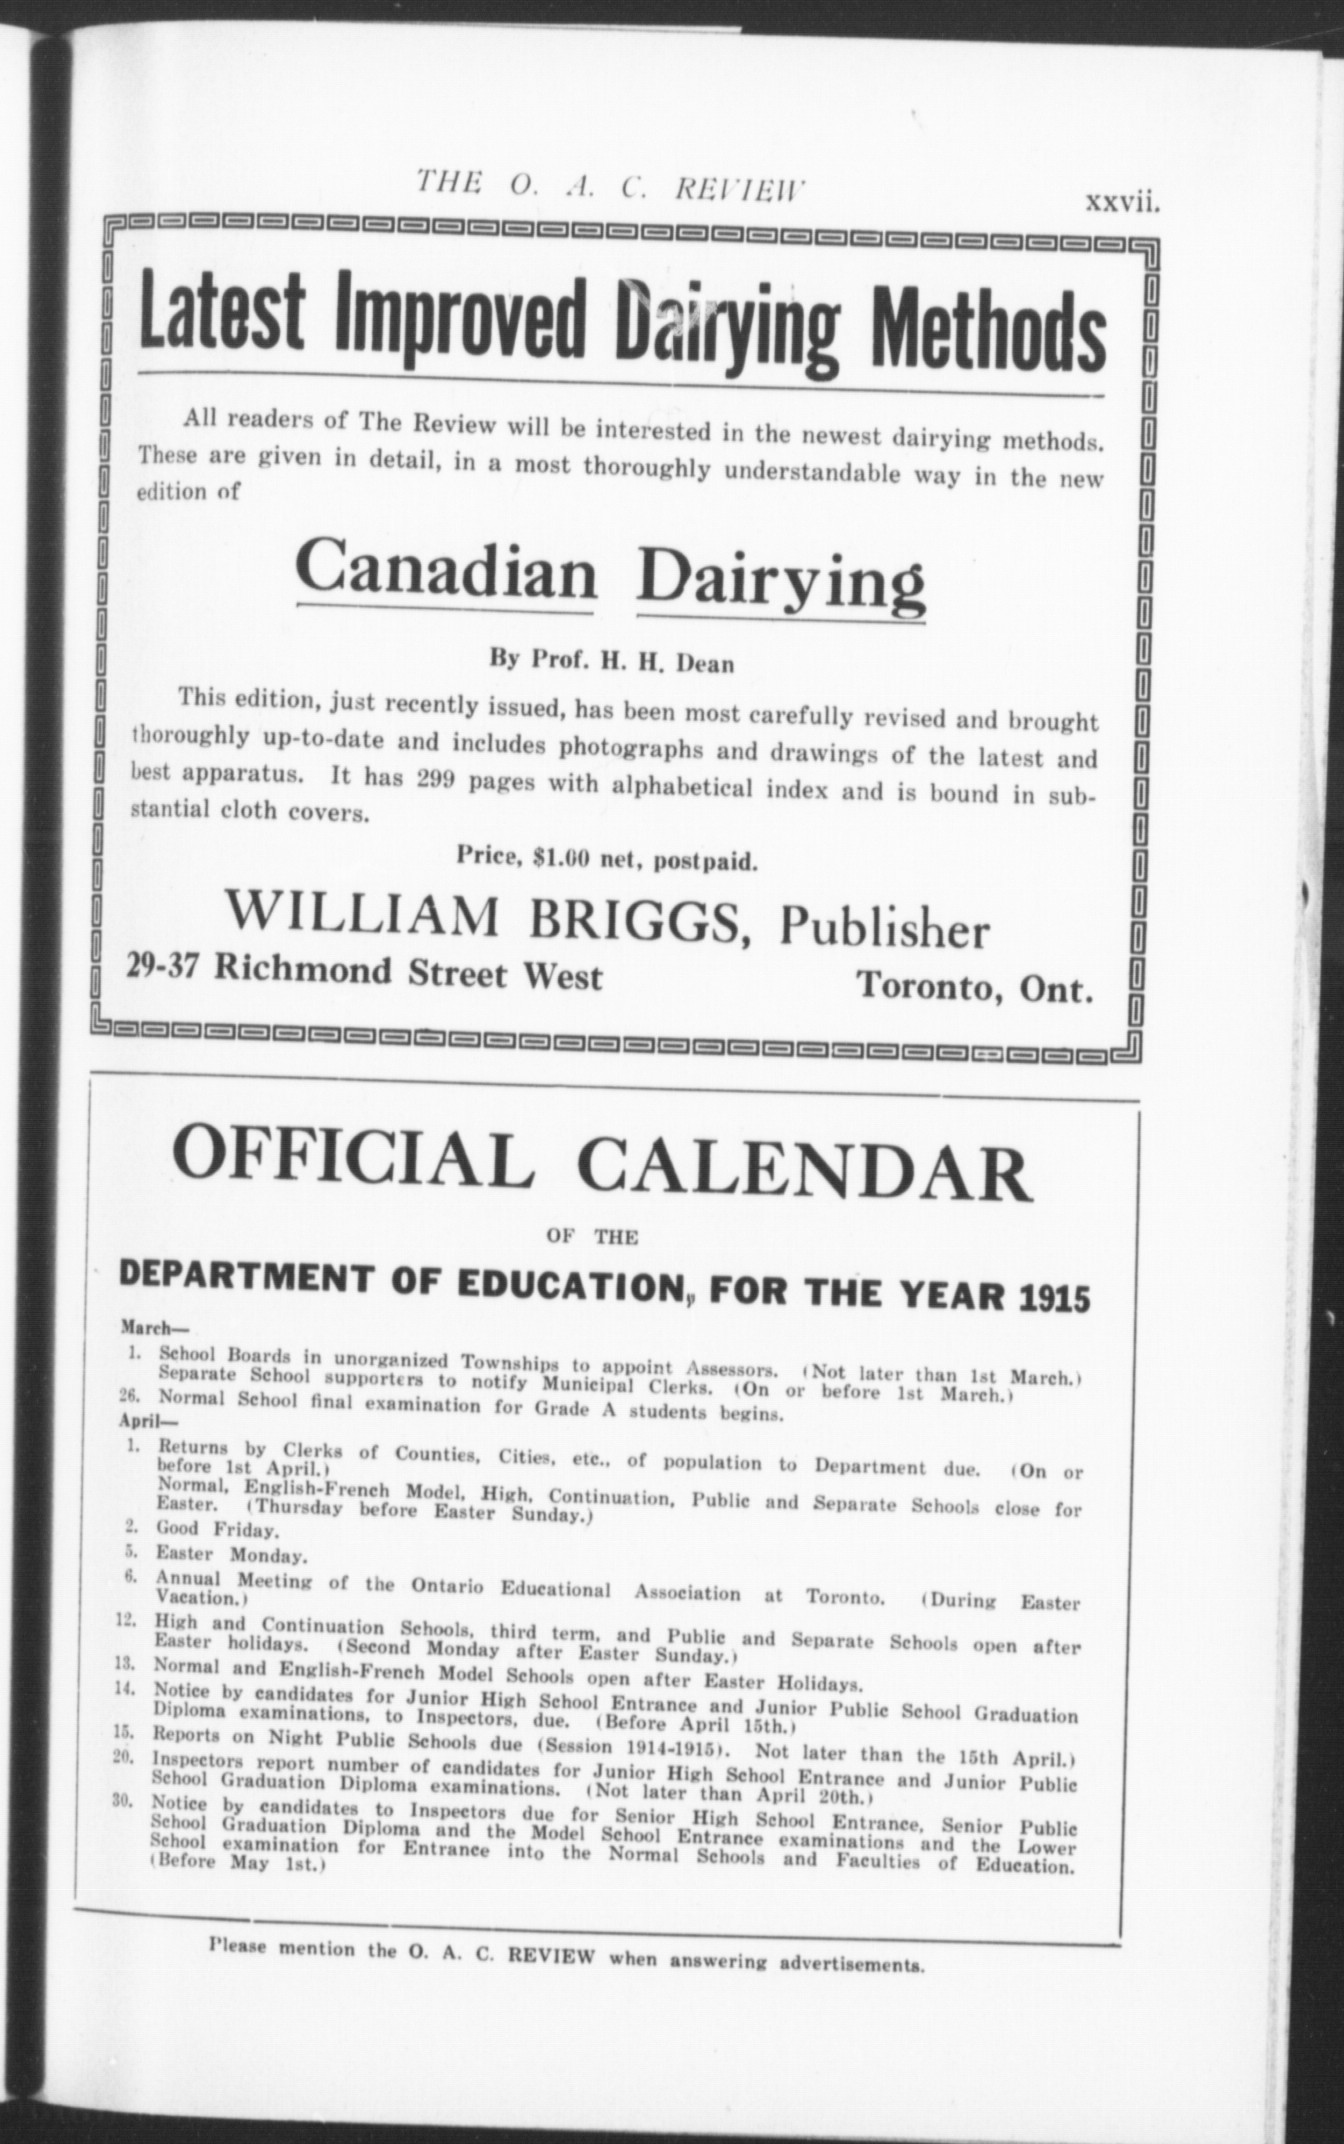 THE O. A. C. REVIEW
xxvii.
Latest Improved Dairying Methods
All readers of The Review will be interested in the newest dairying methods.
These are given in detail, in a most thoroughly understandable way in the new
edition of
Canadian Dairying
By Prof. H. H. Dean
This edition, just recently issued, has been most carefully revised and brought
thoroughly up-to-date and includes photographs and drawings of the latest and
best apparatus. It has 299 pages with alphabetical index and is bound in sub-
stantial cloth covers.
Price, $1.00 net, postpaid.
WILLIAM BRIGGS, Publisher
29-37 Richmond Street West Toronto, Ont.
OFFICIAL CALENDAR
OF THE
DEPARTMENT OF EDUCATION,, FOR THE YEAR 1915
March—
1. School Boards in unorganized Townships to appoint Assessors. (Not later than 1st March.)
Separate School supporters to notify Municipal Clerks. (On or before 1st March.)
26. Normal School final examination for Grade A students begins.
April—
1. Returns by Clerks of Counties, Cities, etc., of population to Department due. (On or
before 1st April.)
Normal, English-French Model, High, Continuation, Public and Separate Schools close for
Easter. (Thursday before Easter Sunday.)
2. Good Friday.
5. Easter Monday.
6. Annual Meeting of the Ontario Educational Association at Toronto. (During Easter
Vacation.)
12. High and Continuation Schools, third term, and Public and Separate Schools open after
Easter holidays. (Second Monday after Easter Sunday.)
13. Normal and English-French Model Schools open after Easter Holidays.
14. Notice by candidates for Junior High School Entrance and Junior Public School Graduation
Diploma examinations, to Inspectors, due. (Before April 15th.)
15. Reports on Night Public Schools due (Session 1914-1915). Not later than the 15th April.)
20. Inspectors report number of candidates for Junior High School Entrance and Junior Public
School Graduation Diploma examinations. (Not later than April 20th.)
30. Notice by candidates to Inspectors due for Senior High School Entrance, Senior Public
School Graduation Diploma and the Model School Entrance examinations and the Lower
School examination for Entrance into the Normal Schools and Faculties of Education.
(Before May 1st.)
Please mention the O. A. C. REVIEW when answering advertisements.